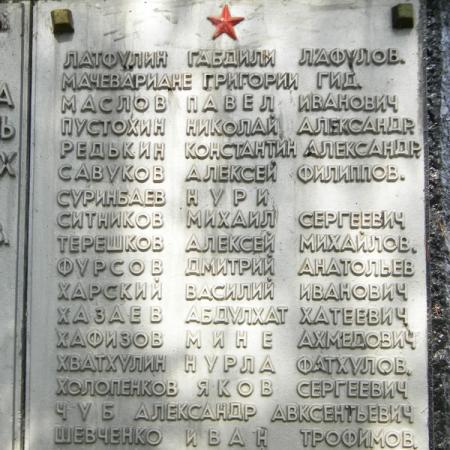 ЛАТФУЛИН ГАБДИЛИ ЛАФУЛОВ.
МАЧЕВАРИАНЕ ГРИГОРИИ ГИД.
МАСЛОВ ПАВЕЛ ИВАНОВИЧ
ПУСТОХИН НИКОЛАЙ АЛЕКСАНДР.
РЕДЬКИН КОНСТАНТИН АЛЕКСАНДР.
САВУКОВ АЛЕКСЕЙ ФИЛИППОВ.
СУРИНБАЕВ НУРИ
СИТНИКОВ МИХАИЛ СЕРГЕЕВИЧ
ТЕРЕШКОВ АЛЕКСЕЙ МИХАЙЛОВ.
ФУРСОВ ДМИТРИЙ АНАТОЛЬЕВ
ХАРСКИЙ ВАСИЛИЙ ИВАНОВИЧ
ХАЗАЕВ АБДУЛХАТ ХАТЕЕВИЧ
ХАФИЗОВ МИНЕ АХМЕДОВИЧ
ХВАТХУЛИН НУРЛА ФАТХУЛОВ.
ХОЛОПЕНКОВ ЯКОВ СЕРГЕЕВИЧ
ЧУБ АЛЕКСАНДР АВКСЕНТЬЕВИЧ
ШЕВЧЕНКО ИВАН ТРОФИМОВ.